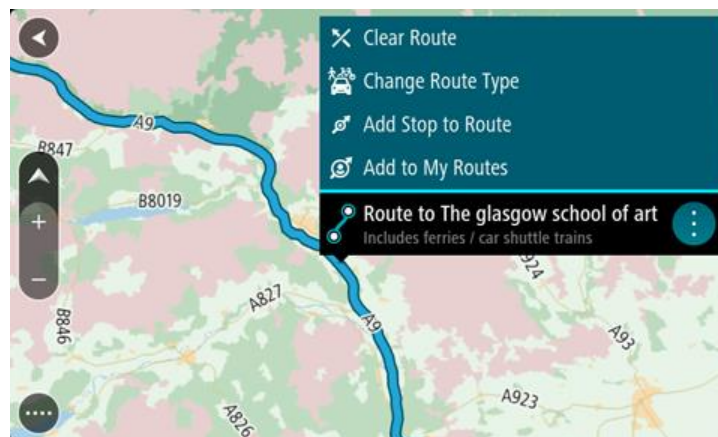 Clear Route
Change Route Type
Add Stop to Route
Add to My Routes
Route to The glasgow school of art
Includes ferries / car shuttle trains
A9
B847
B8019
A924
A827
A9
B846
A93
A923
A826